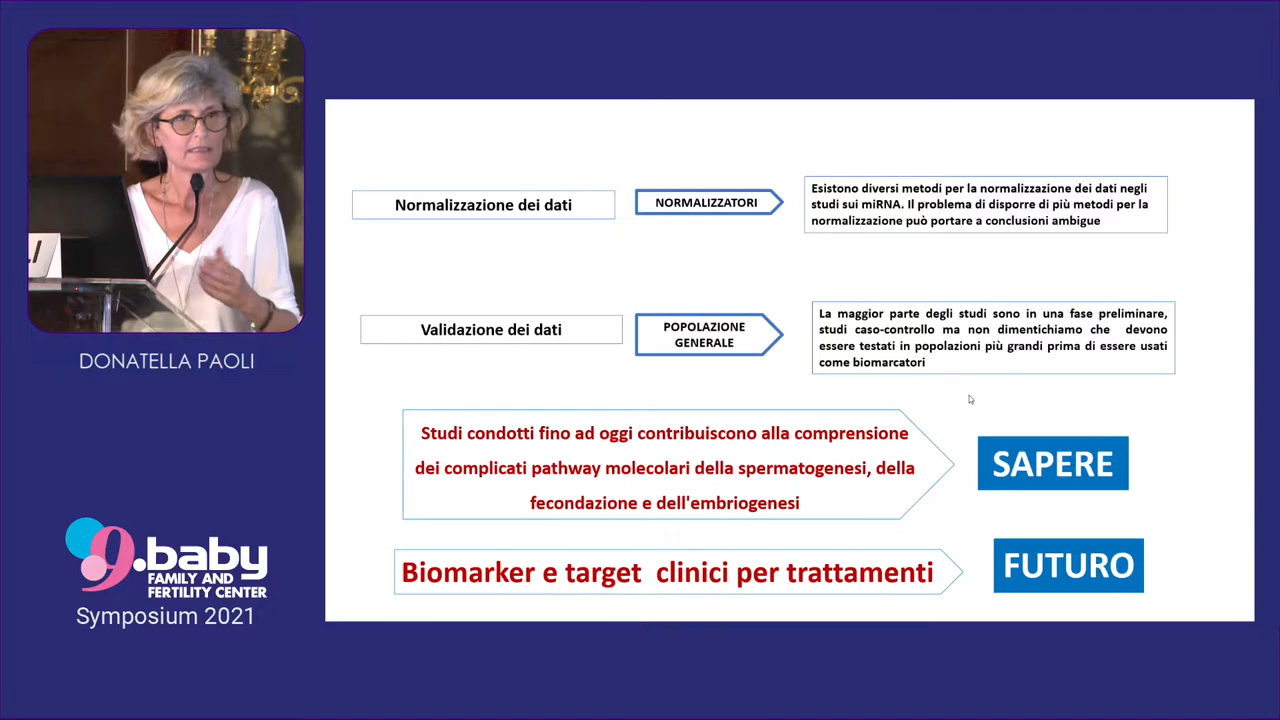 Normalizzazione dei dati
NORMALIZZATORI
Esistono diversi metodi per la normalizzazione dei dati negli
studi sui miRNA. Il problema di disporre di più metodi per la
normalizzazione può portare a conclusioni ambigue
Validazione dei dati
POPOLAZIONE
GENERALE
La maggior parte degli studi sono in una fase preliminare,
studi caso-controllo ma non dimentichiamo che devono
essere testati in popolazioni più grandi prima di essere usati
come biomarcatori
DONATELLA PAOLI
Studi condotti fino ad oggi contribuiscono alla comprensione
dei complicati pathway molecolari della spermatogenesi, della
fecondazione e dell'embriogenesi
SAPERE
Biomarker e target clinici per trattamenti
FUTURO
9.baby
FAMILY AND
FERTILITY CENTER
Symposium 2021